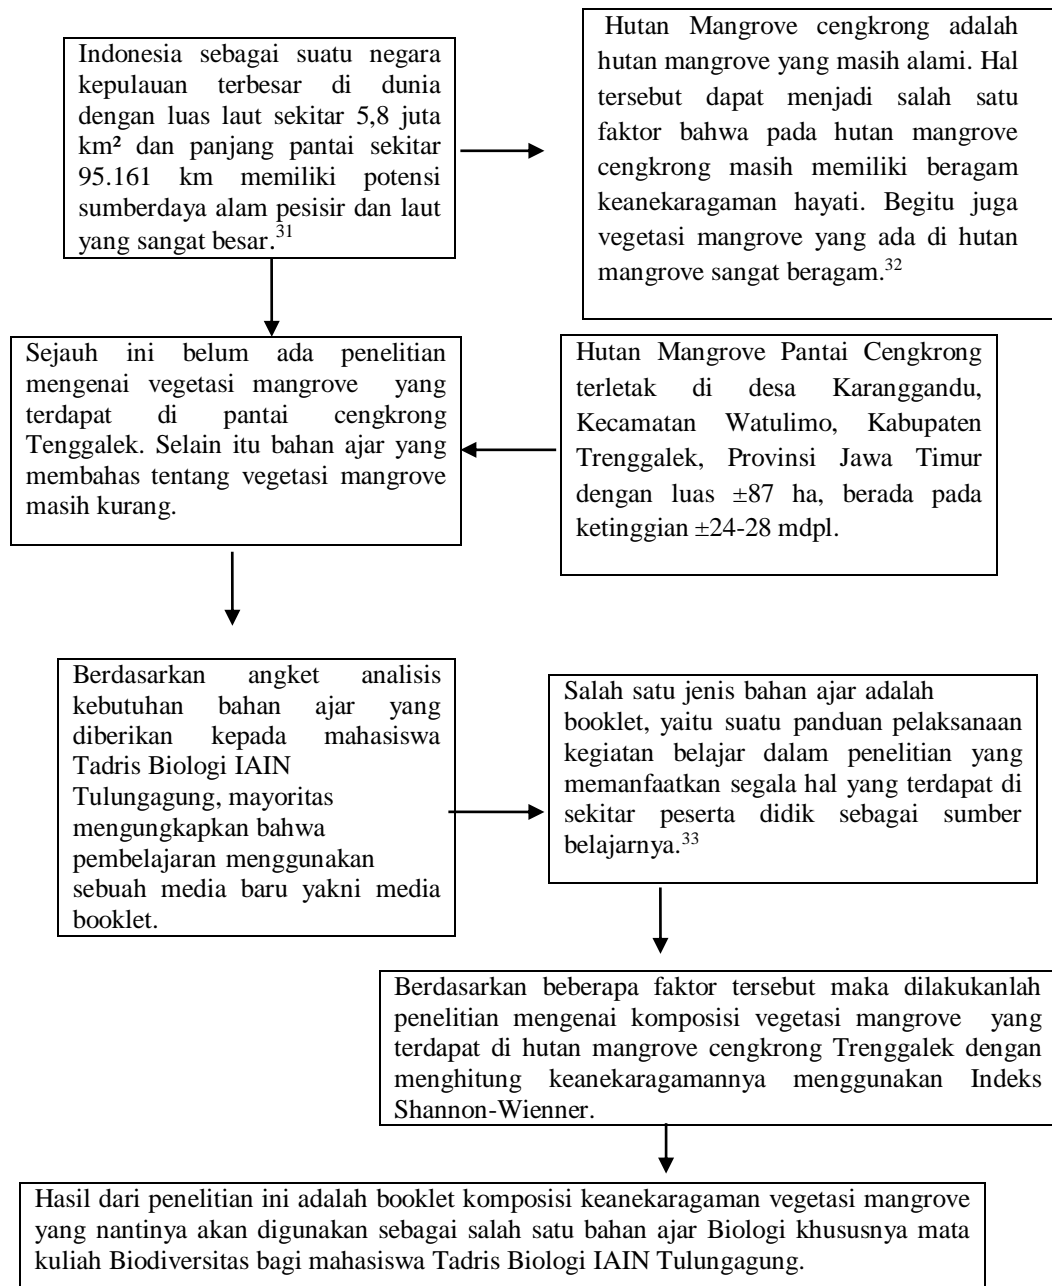 Indonesia sebagai suatu negara
kepulauan terbesar di dunia
dengan luas laut sekitar 5,8 juta
km² dan panjang pantai sekitar
95.161 km memiliki potensi
sumberdaya alam pesisir dan laut
yang sangat besar.31
Hutan Mangrove cengkrong adalah
hutan mangrove yang masih alami. Hal
tersebut dapat menjadi salah satu
faktor bahwa pada hutan mangrove
cengkrong masih memiliki beragam
keanekaragaman hayati. Begitu juga
vegetasi mangrove yang ada di hutan
mangrove sangat beragam.32
Sejauh ini belum ada penelitian
mengenai vegetasi mangrove yang
terdapat di pantai cengkrong
Tenggalek. Selain itu bahan ajar yang
membahas tentang vegetasi mangrove
masih kurang.
Hutan Mangrove Pantai Cengkrong
terletak di desa Karanggandu,
Kecamatan Watulimo, Kabupaten
Trenggalek, Provinsi Jawa Timur
dengan luas ±87 ha, berada pada
ketinggian ±24-28 mdpl.
Berdasarkan angket analisis
kebutuhan bahan ajar yang
diberikan kepada mahasiswa
Tadris Biologi IAIN
Tulungagung, mayoritas
mengungkapkan bahwa
pembelajaran menggunakan
sebuah media baru yakni media
booklet.
Salah satu jenis bahan ajar adalah
booklet, yaitu suatu panduan pelaksanaan
kegiatan belajar dalam penelitian yang
memanfaatkan segala hal yang terdapat di
sekitar peserta didik sebagai sumber
belajarnya.33
Berdasarkan beberapa faktor tersebut maka dilakukanlah
penelitian mengenai komposisi vegetasi mangrove yang
terdapat di hutan mangrove cengkrong Trenggalek dengan
menghitung keanekaragamannya menggunakan Indeks
Shannon-Wienner.
Hasil dari penelitian ini adalah booklet komposisi keanekaragaman vegetasi mangrove
yang nantinya akan digunakan sebagai salah satu bahan ajar Biologi khususnya mata
kuliah Biodiversitas bagi mahasiswa Tadris Biologi IAIN Tulungagung.